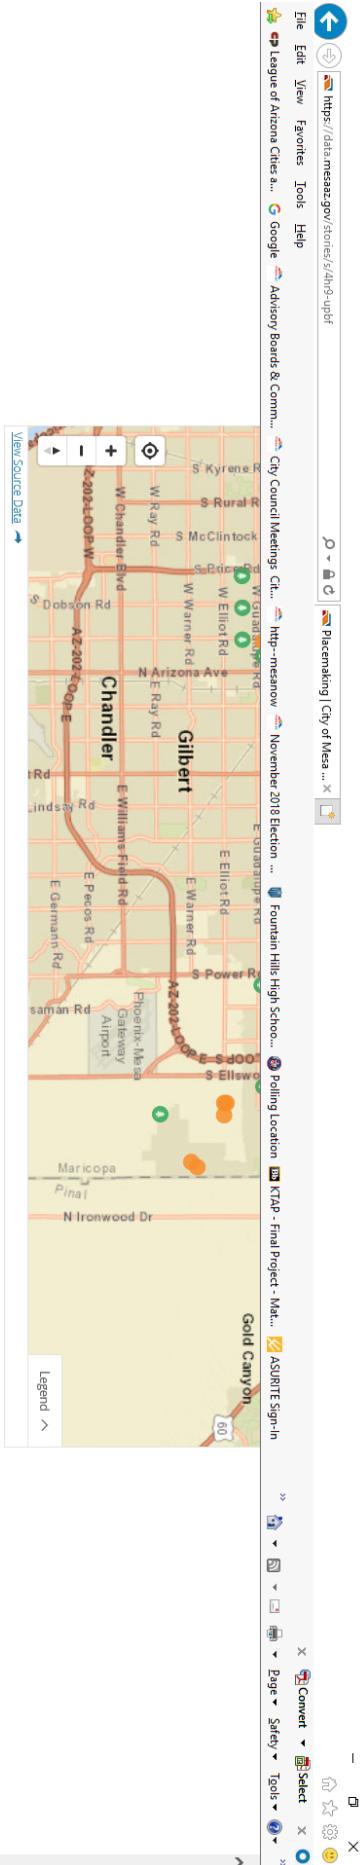 https://data.mesaaz.gov/stories/s/4hr9-upbf
Placemaking | City of Mesa ...
File Edit View Favorites Tools Help
Convert Select
League of Arizona Cities a... Google Advisory Boards & Comm... City Council Meetings Cit... http--mesanow November 2018 Election ... Fountain Hills High Schoo... Polling Location KTAP - Final Project - Mat... ASURITE Sign-In
Page Safety Tools
Gold Canyon
60
S Kyrene R
S Rural R
S McClintock
S Price Rd
W Guadalupe Rd
E Guadalupe Rd
W Elliot Rd
E Elliot Rd
W Warner Rd
E Warner Rd
S Power R
S Ellswo
AZ-202-LOOP E
Gilbert
W Ray Rd
E Ray Rd
N Arizona Ave
Phoenix-Mesa
Gateway
Airport
W Chandler Blvd
Chandler
E Williams Field Rd
AZ-202-LOOP W
AZ-202-LOOP E
S Dobson Rd
E Pecos Rd
Lindsay Rd
E Germann Rd
Maricopa
Pinal
N Ironwood Dr
t Rd
saman Rd
Legend
View Source Data